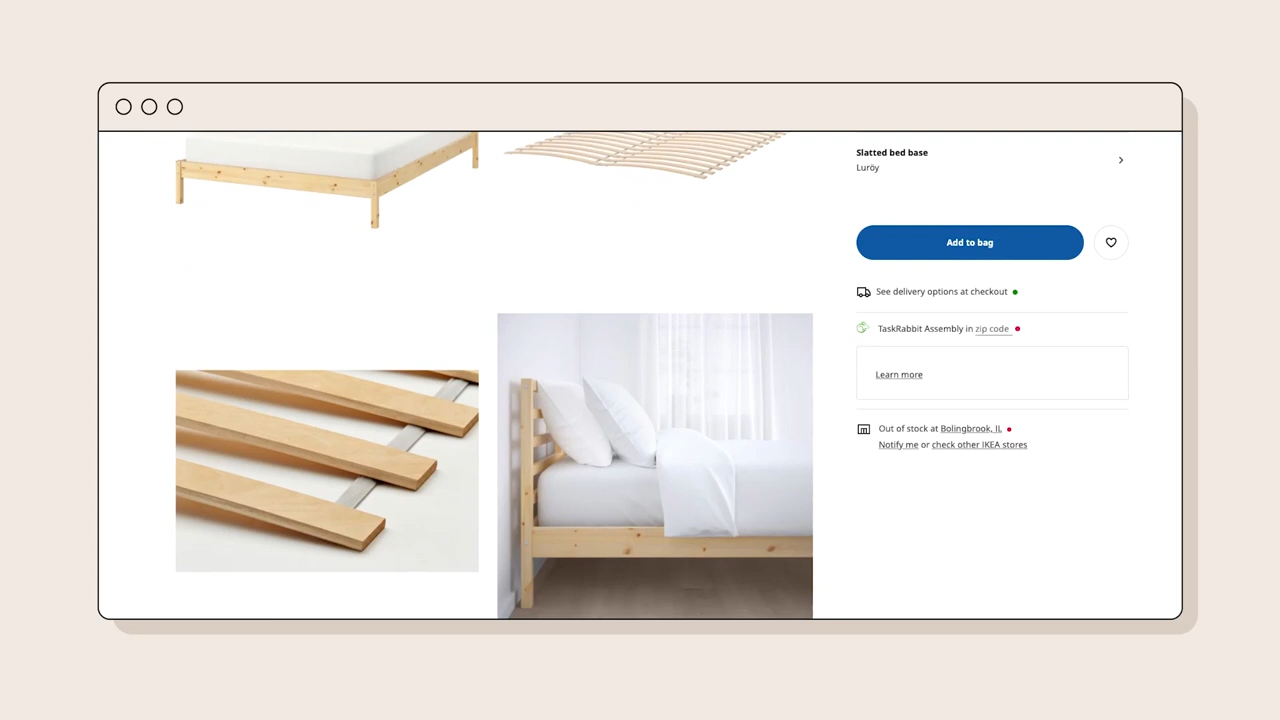 Slatted bed base
Luröy
Add to bag
See delivery options at checkout
TaskRabbit Assembly in zip code
Learn more
Out of stock at Bolingbrook, IL
Notify me or check other IKEA stores